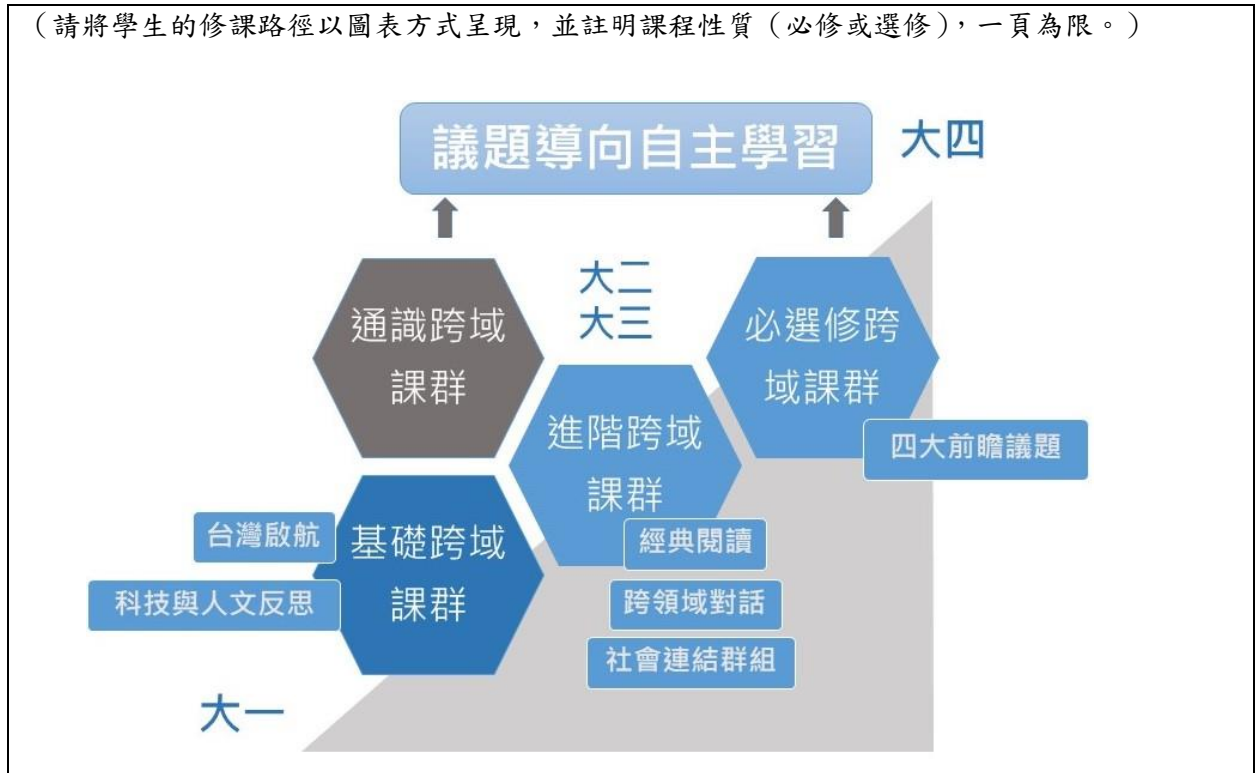 （請將學生的修課路徑以圖表方式呈現，並註明課程性質（必修或選修），一頁為限。）
議題導向自主學習
大四
大二
大三
通識跨域
課群
必選修跨
域課群
四大前瞻議題
進階跨域
課群
經典閱讀
跨領域對話
社會連結群組
台灣啟航
科技與人文反思
基礎跨域
課群
大一